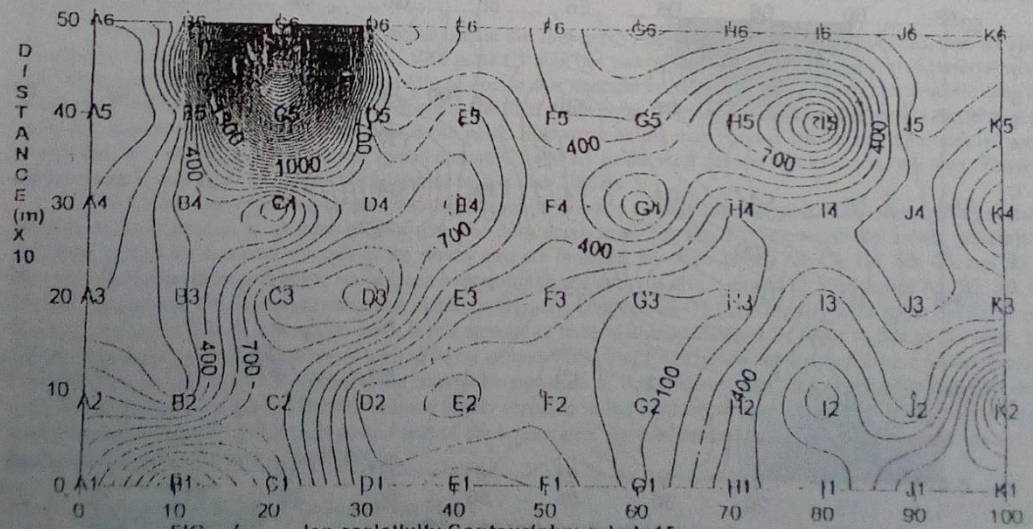 50 A6 B6 C6 D6 E6 F6 G6 H6 I6 J6 K6
DISTANCE (m) X 10
40 A5 B5 C5 D5 E5 F5 G5 H5 I5 J5 K5
1300 700 400 400
400 1000 700
30 A4 B4 C4 D4 E4 F4 G4 H4 I4 J4 K4
700 400
20 A3 B3 C3 D3 E3 F3 G3 H3 I3 J3 K3
400 700 100 400
10 A2 B2 C2 D2 E2 F2 G2 H2 I2 J2 K2
0 A1 B1 C1 D1 E1 F1 G1 H1 I1 J1 K1
0 10 20 30 40 50 60 70 80 90 100